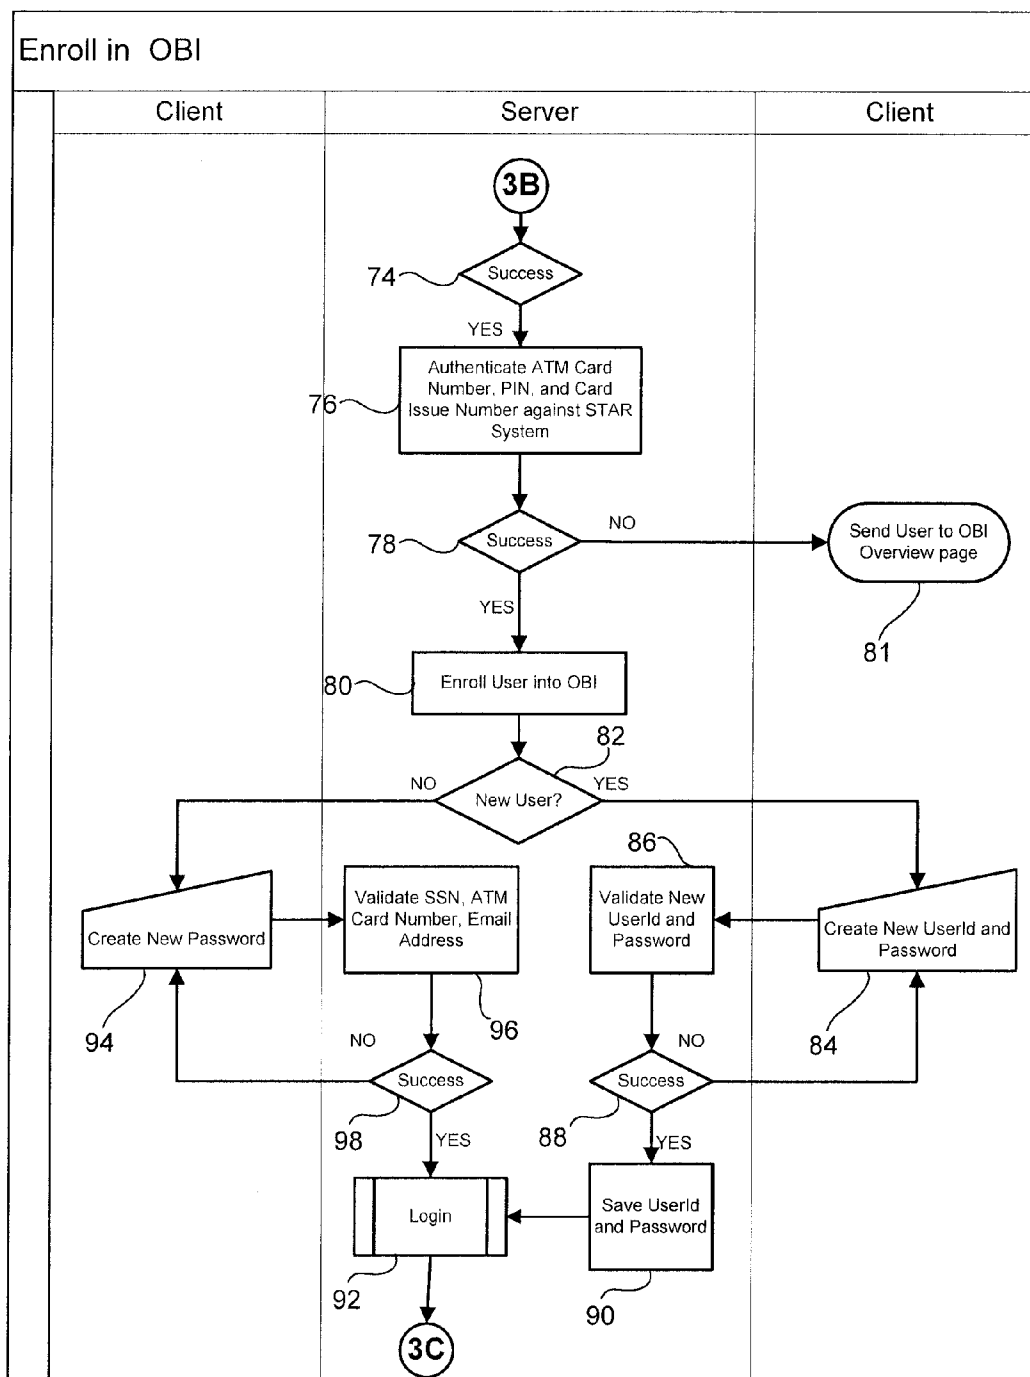 Enroll in OBI
Client
Server
Client
3B
74
Success
YES
76
Authenticate ATM Card
Number, PIN, and Card
Issue Number against STAR
System
78
Success
NO
Send User to OBI
Overview page
81
YES
80
Enroll User into OBI
82
NO
New User?
YES
86
Create New Password
Validate SSN, ATM
Card Number, Email
Address
Validate New
UserId and
Password
Create New UserId and
Password
94
96
84
NO
Success
98
NO
Success
88
YES
YES
Login
Save UserId
and Password
92
90
3C